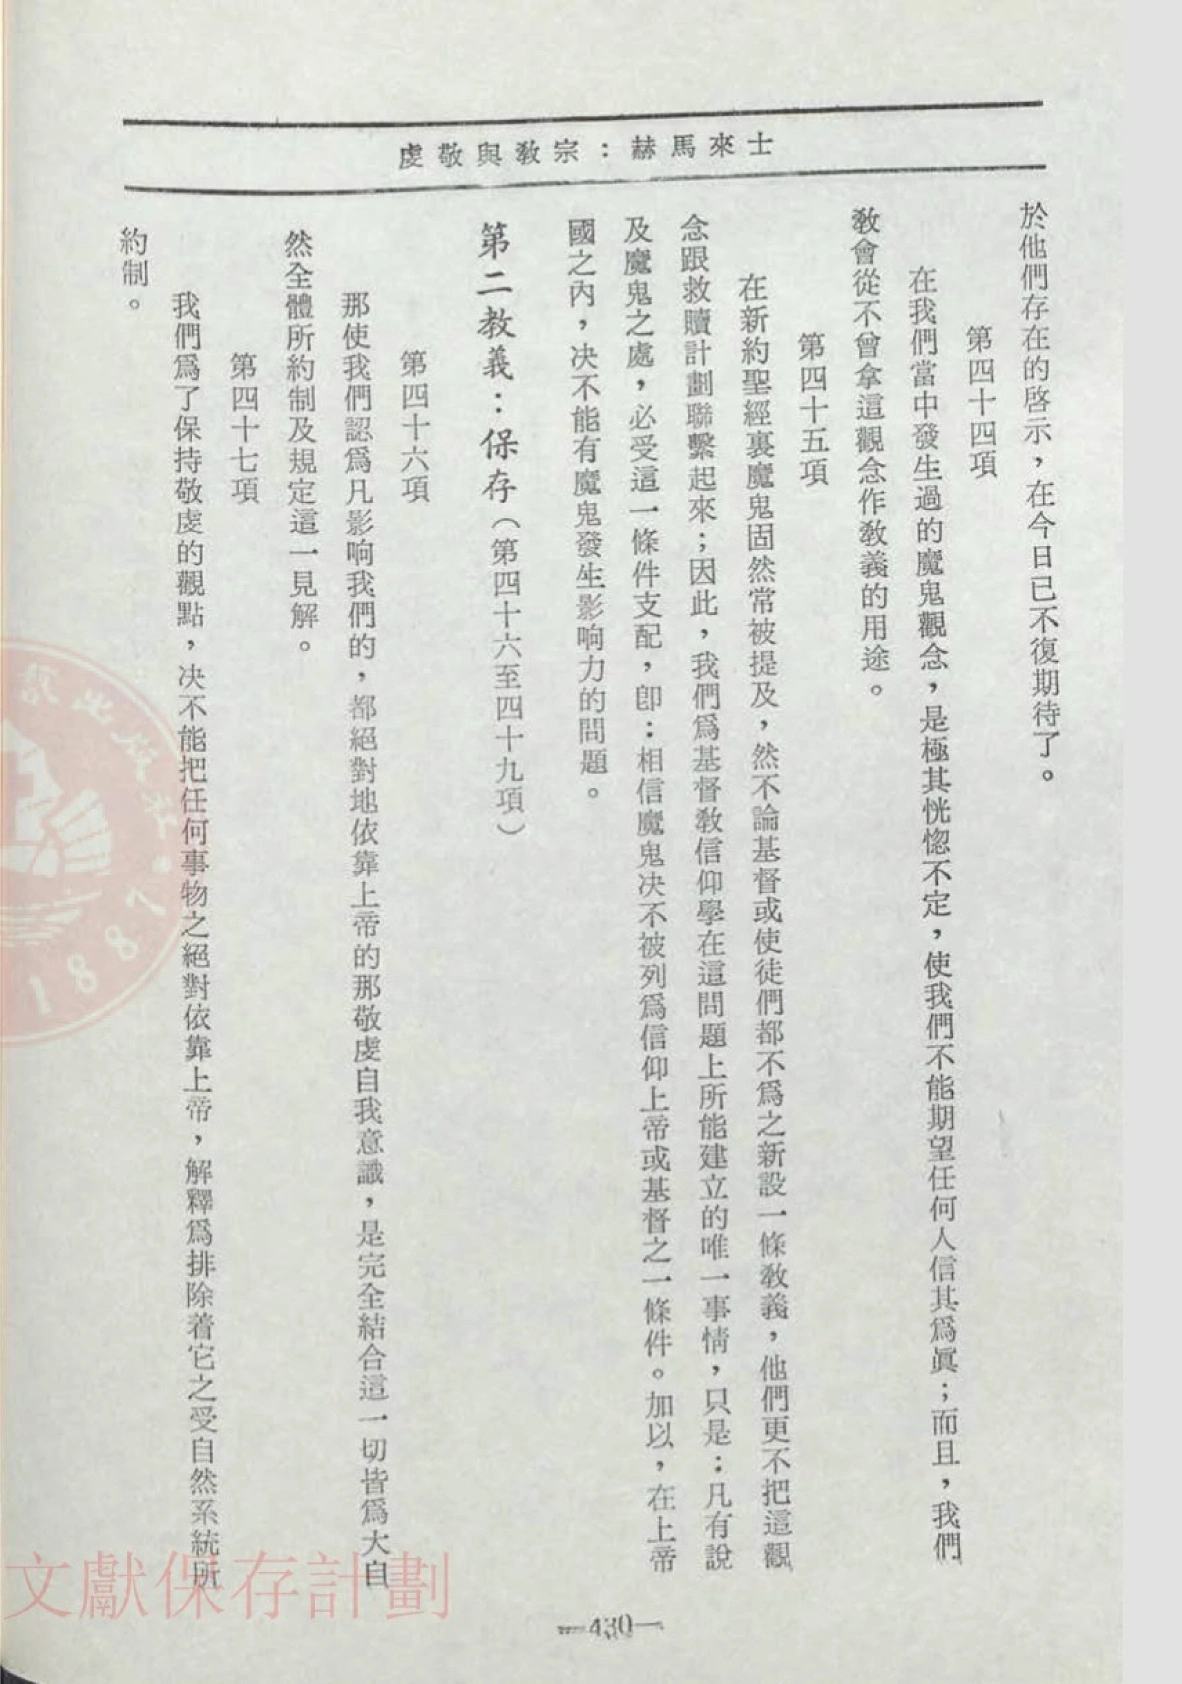 士來馬赫：宗教與敬虔
於他們存在的啓示，在今日已不復期待了。
第四十四項
在我們當中發生過的魔鬼觀念，是極其恍惚不定，使我們不能期望任何人信其爲眞；而且，我們
教會從不曾拿這觀念作教義的用途。
第四十五項
在新約聖經裏魔鬼固然常被提及，然不論基督或使徒們都不爲之新設一條教義，他們更不把這觀
念跟救贖計劃聯繫起來；因此，我們爲基督教信仰學在這問題上所能建立的唯一事情，只是：凡有說
及魔鬼之處，必受這一條件支配，卽：相信魔鬼决不被列爲信仰上帝或基督之一條件。加以，在上帝
國之內，决不能有魔鬼發生影响力的問題。
第二教義：保存（第四十六至四十九項）
第四十六項
那使我們認爲凡影响我們的，都絕對地依靠上帝的那敬虔自我意識，是完全結合這一切皆爲大自
然全體所約制及規定這一見解。
第四十七項
我們爲了保持敬虔的觀點，决不能把任何事物之絕對依靠上帝，解釋爲排除着它之受自然系統所
約制。
—430—
文獻保存計劃
1887